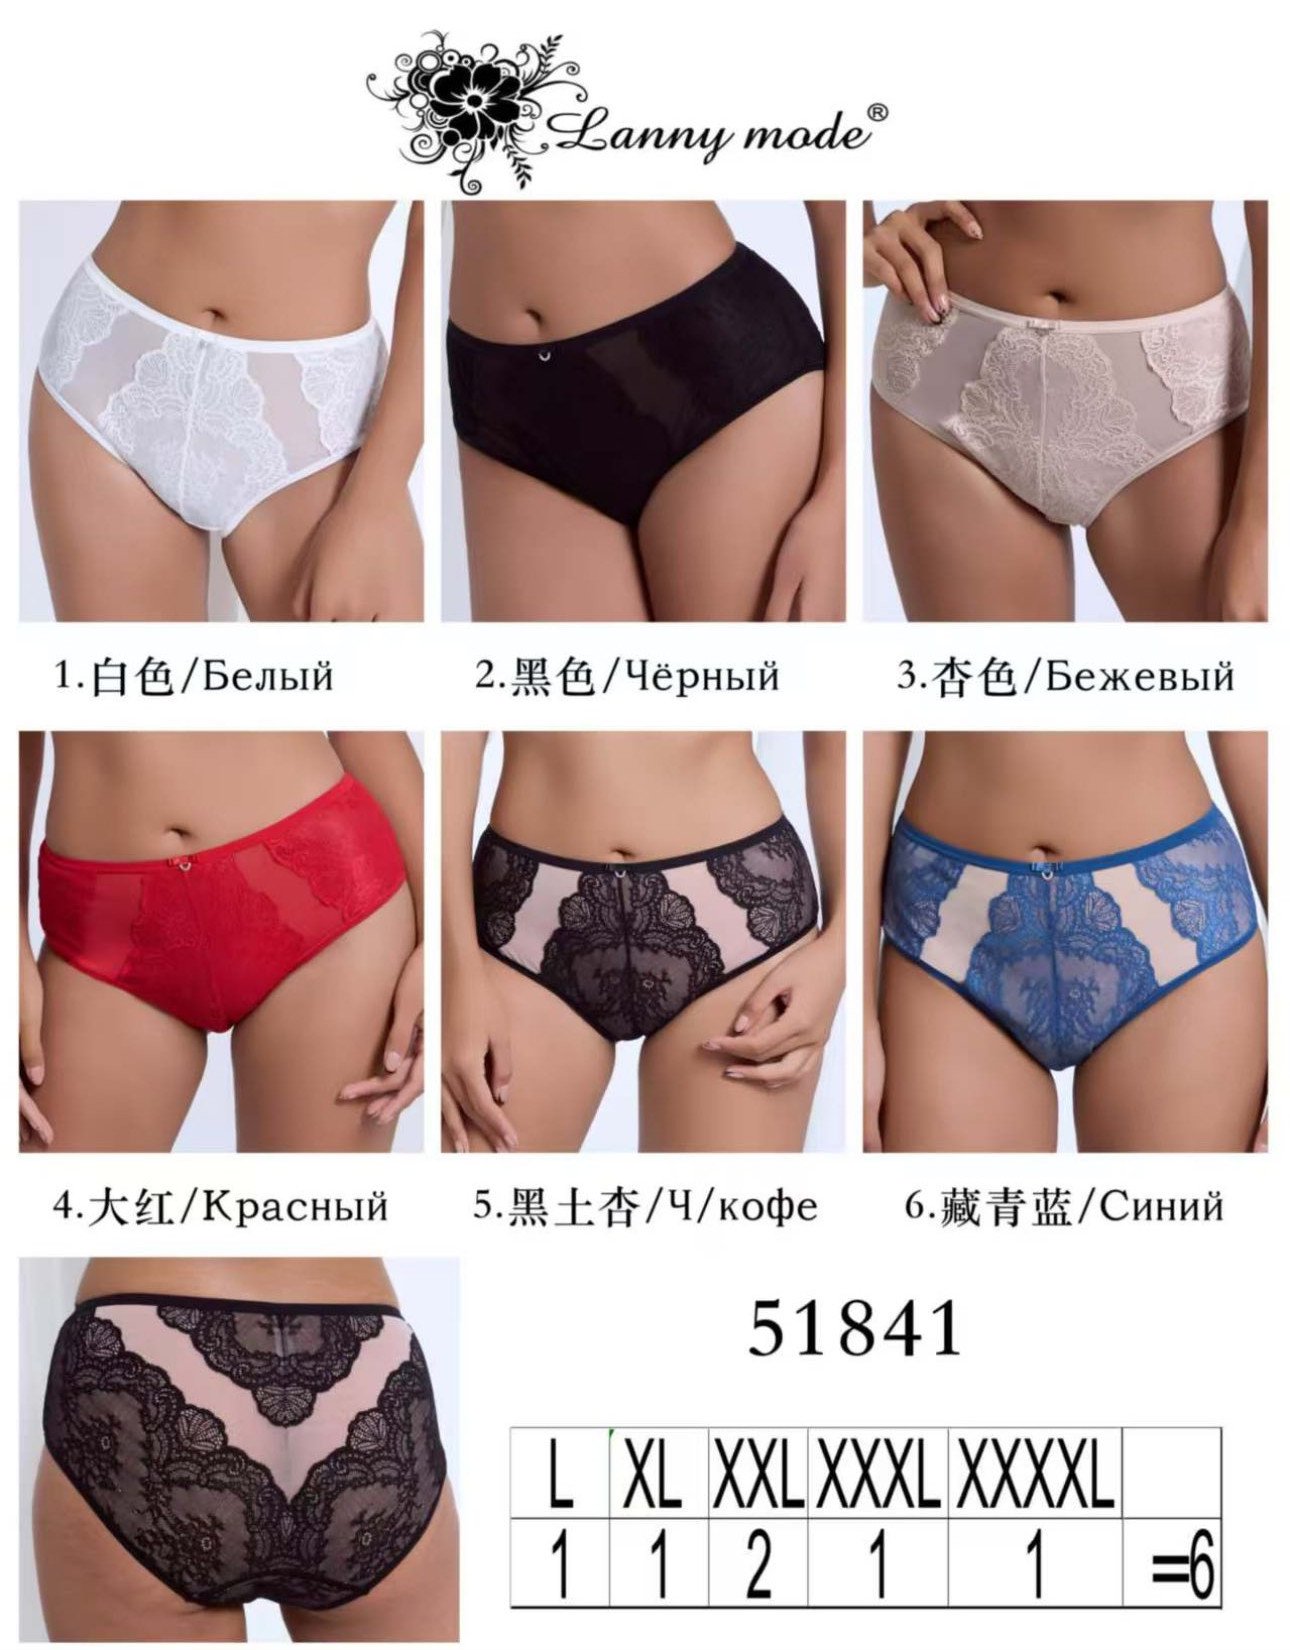 Lanny mode®
1.白色/Белый
2.黑色/Чёрный
3.杏色/Бежевый
4.大红/Красный
5.黑土杏/Ч/кофе
6.藏青蓝/Синий
51841
L XL XXL XXXL XXXXL
1 1 2 1 1 =6